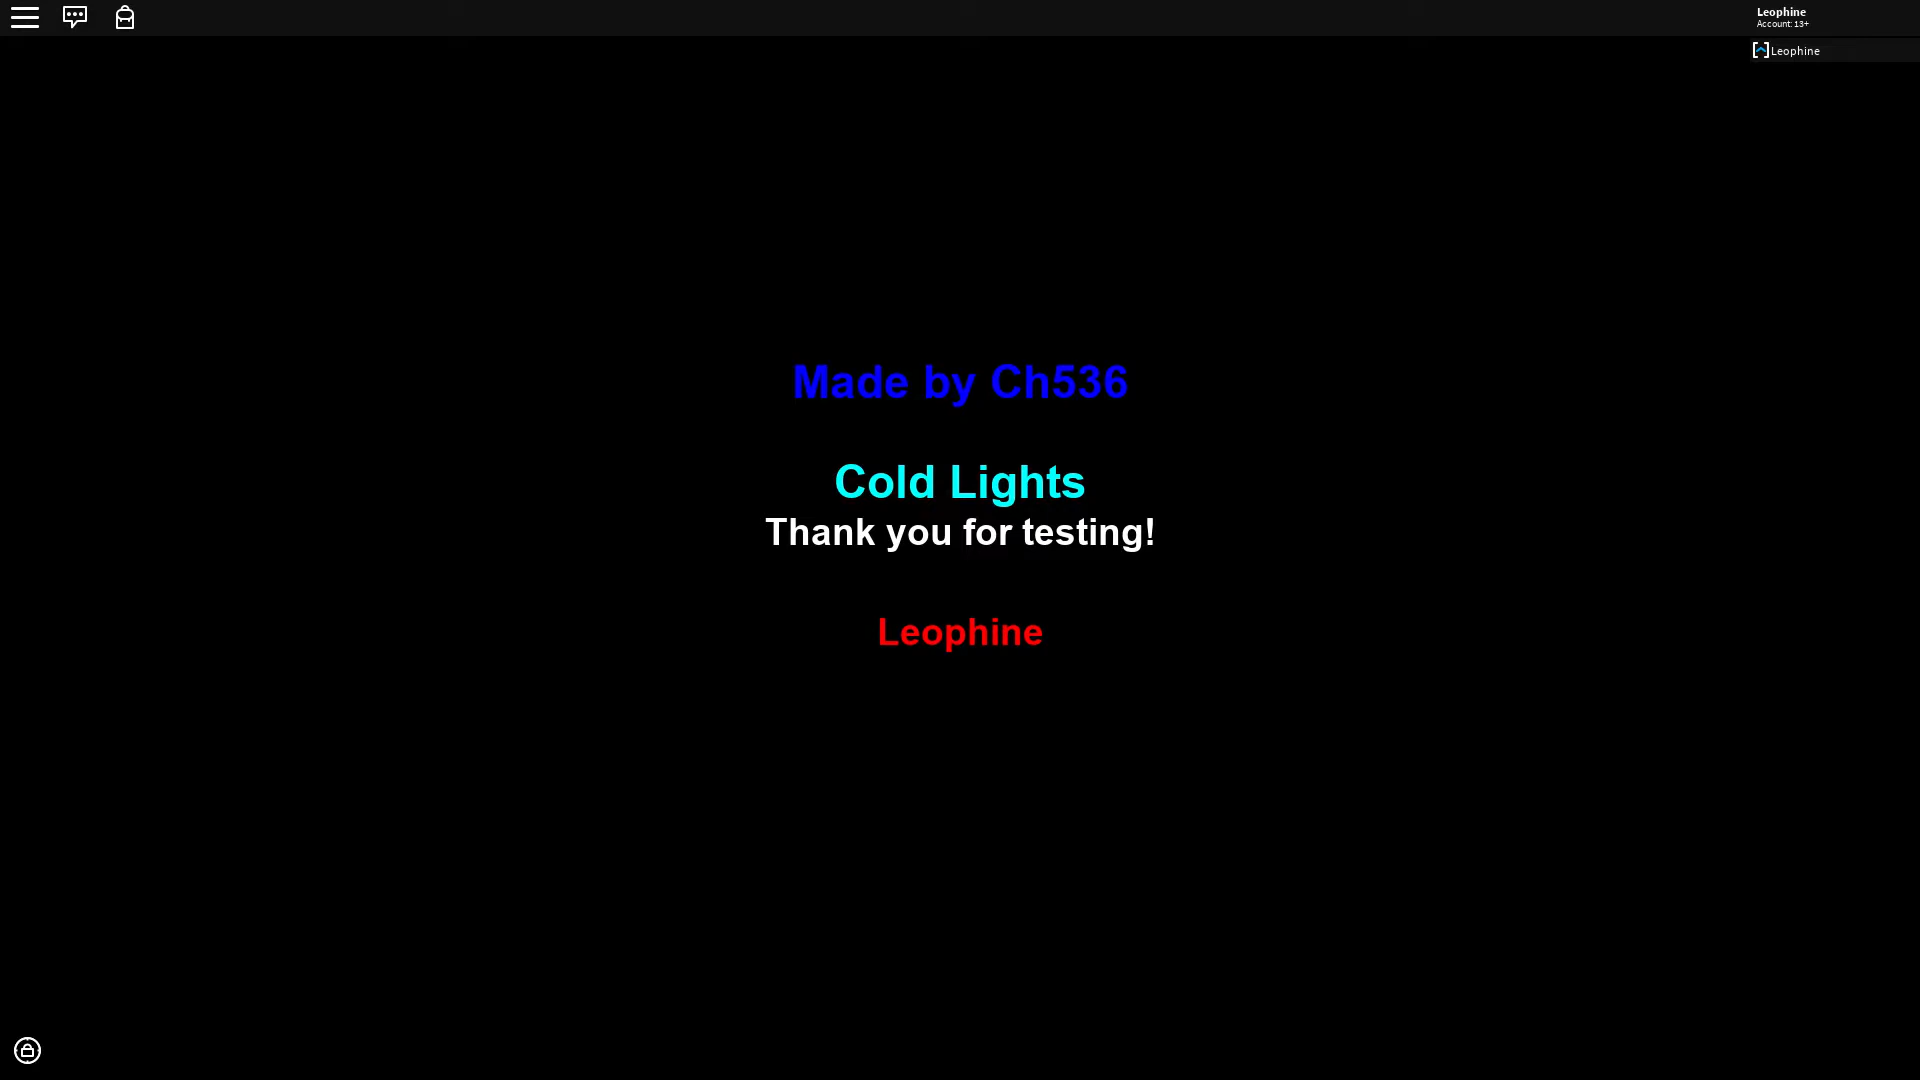 Leophine
Account: 13+
Leophine
Made by Ch536
Cold Lights
Thank you for testing!
Leophine